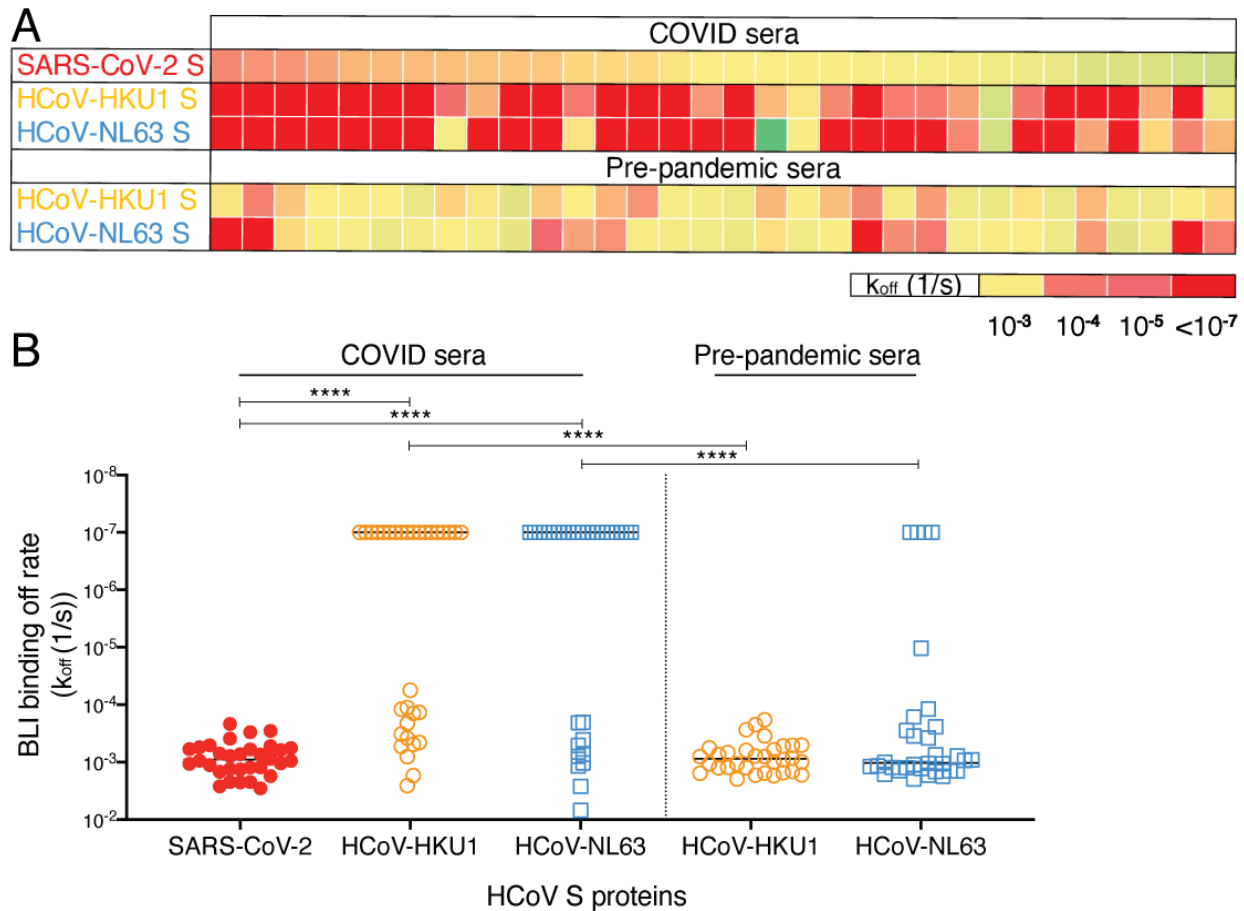 A
COVID sera
SARS-CoV-2 S
HCoV-HKU1 S
HCoV-NL63 S
Pre-pandemic sera
HCoV-HKU1 S
HCoV-NL63 S
koff (1/s)
10-3 10-4 10-5 <10-7
B
COVID sera Pre-pandemic sera
****
****
****
****
10-8
10-7
10-6
10-5
10-4
10-3
10-2
BLI binding off rate
(koff (1/s))
SARS-CoV-2 HCoV-HKU1 HCoV-NL63 HCoV-HKU1 HCoV-NL63
HCoV S proteins